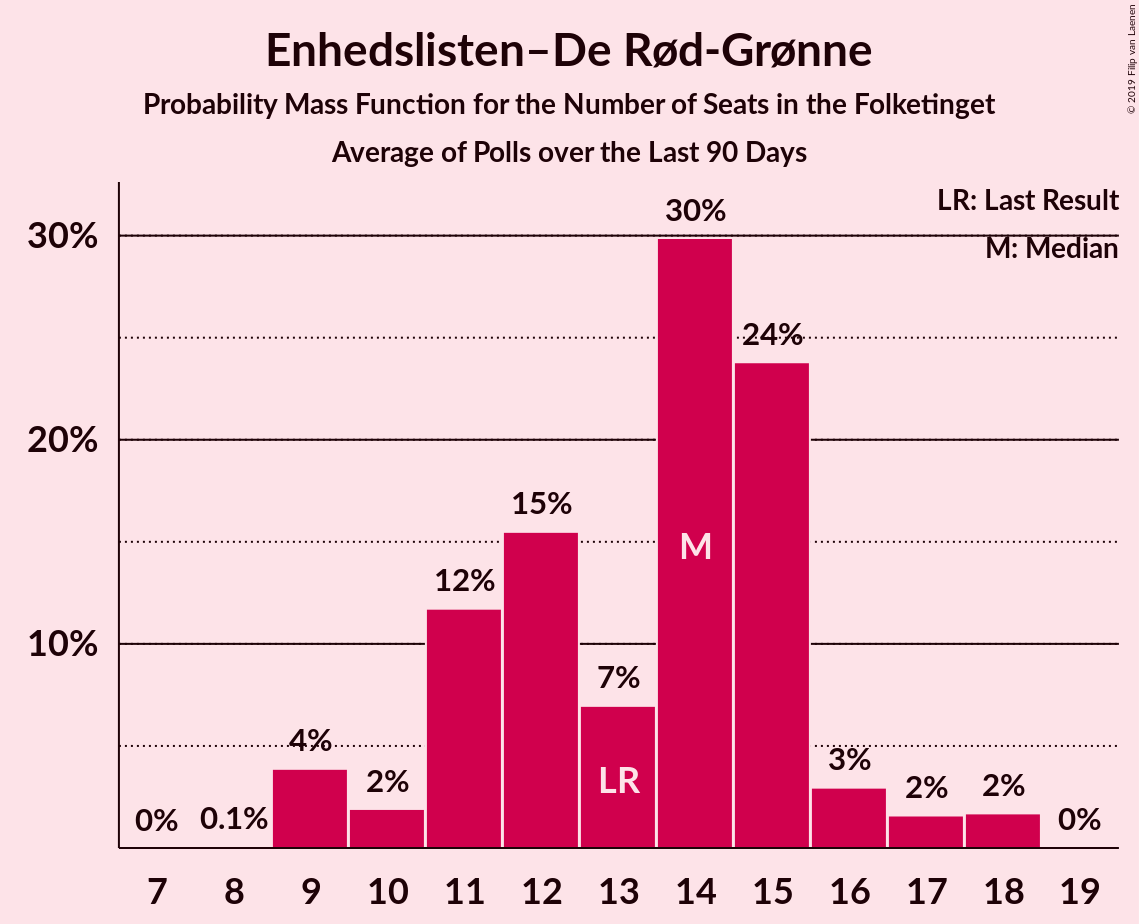 Enhedslisten–De Rød-Grønne
Probability Mass Function for the Number of Seats in the Folketinget
Average of Polls over the Last 90 Days
© 2019 Filip van Laenen
LR: Last Result
M: Median
30%
20%
10%
0%
0.1%
4%
2%
12%
15%
7%
30%
24%
3%
2%
2%
0%
LR
M
7 8 9 10 11 12 13 14 15 16 17 18 19